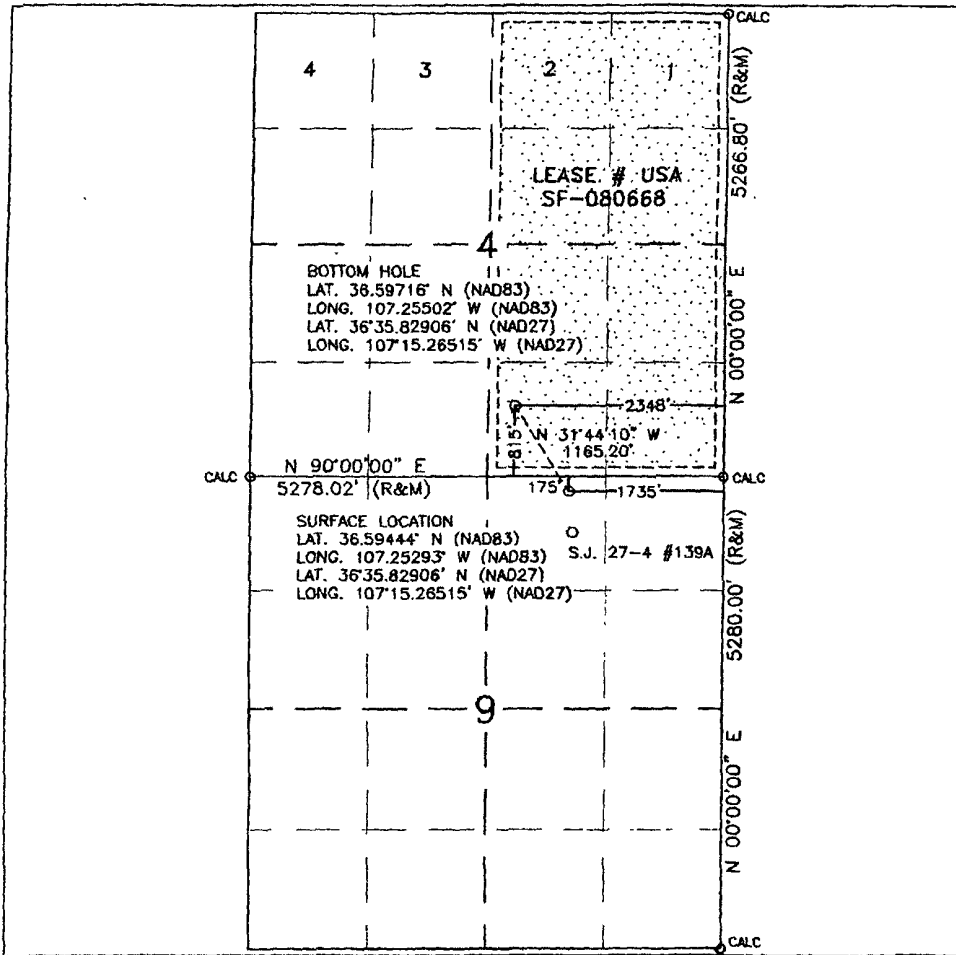 CALC
4 3 2 1
5266.80' (R&M)
LEASE # USA
SF-080668
4
BOTTOM HOLE
LAT. 36.59716° N (NAD83)
LONG. 107.25502° W (NAD83)
LAT. 36°35.82906' N (NAD27)
LONG. 107°15.26515' W (NAD27)
N 00°00'00" E
2348'
815'
N 31°44'10" W
1165.20'
CALC
N 90°00'00" E
5278.02' (R&M)
175'
1735'
CALC
SURFACE LOCATION
LAT. 36.59444° N (NAD83)
LONG. 107.25293° W (NAD83)
LAT. 36°35.82906' N (NAD27)
LONG. 107°15.26515' W (NAD27)
S.J. 27-4 #139A
5280.00' (R&M)
9
N 00°00'00" E
CALC